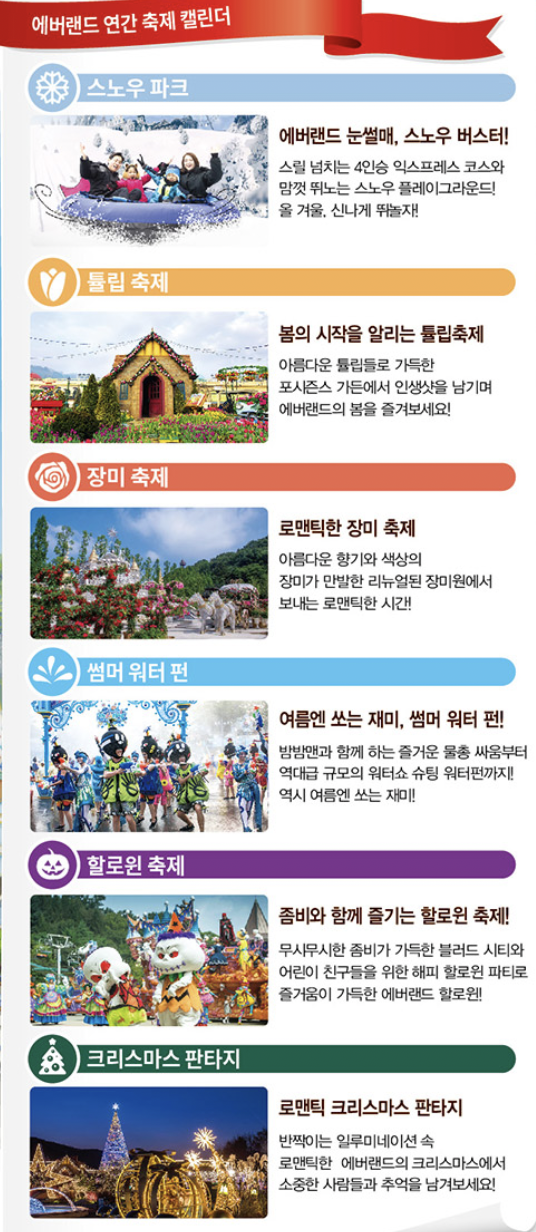 에버랜드 연간 축제 캘린더
스노우 파크
에버랜드 눈썰매, 스노우 버스터!
스릴 넘치는 4인승 익스프레스 코스와
맘껏 뛰노는 스노우 플레이그라운드!
올 겨울, 신나게 뛰놀자!
튤립 축제
봄의 시작을 알리는 튤립축제
아름다운 튤립들로 가득한
포시즌스 가든에서 인생샷을 남기며
에버랜드의 봄을 즐겨보세요!
장미 축제
로맨틱한 장미 축제
아름다운 향기와 색상의
장미가 만발한 리뉴얼된 장미원에서
보내는 로맨틱한 시간!
썸머 워터 펀
여름엔 쏘는 재미, 썸머 워터 펀!
밤밤맨과 함께 하는 즐거운 물총 싸움부터
역대급 규모의 워터쇼 슈팅 워터펀까지!
역시 여름엔 쏘는 재미!
할로윈 축제
좀비와 함께 즐기는 할로윈 축제!
무시무시한 좀비가 가득한 블러드 시티와
어린이 친구들을 위한 해피 할로윈 파티로
즐거움이 가득한 에버랜드 할로윈!
크리스마스 판타지
로맨틱 크리스마스 판타지
반짝이는 일루미네이션 속
로맨틱한 에버랜드의 크리스마스에서
소중한 사람들과 추억을 남겨보세요!